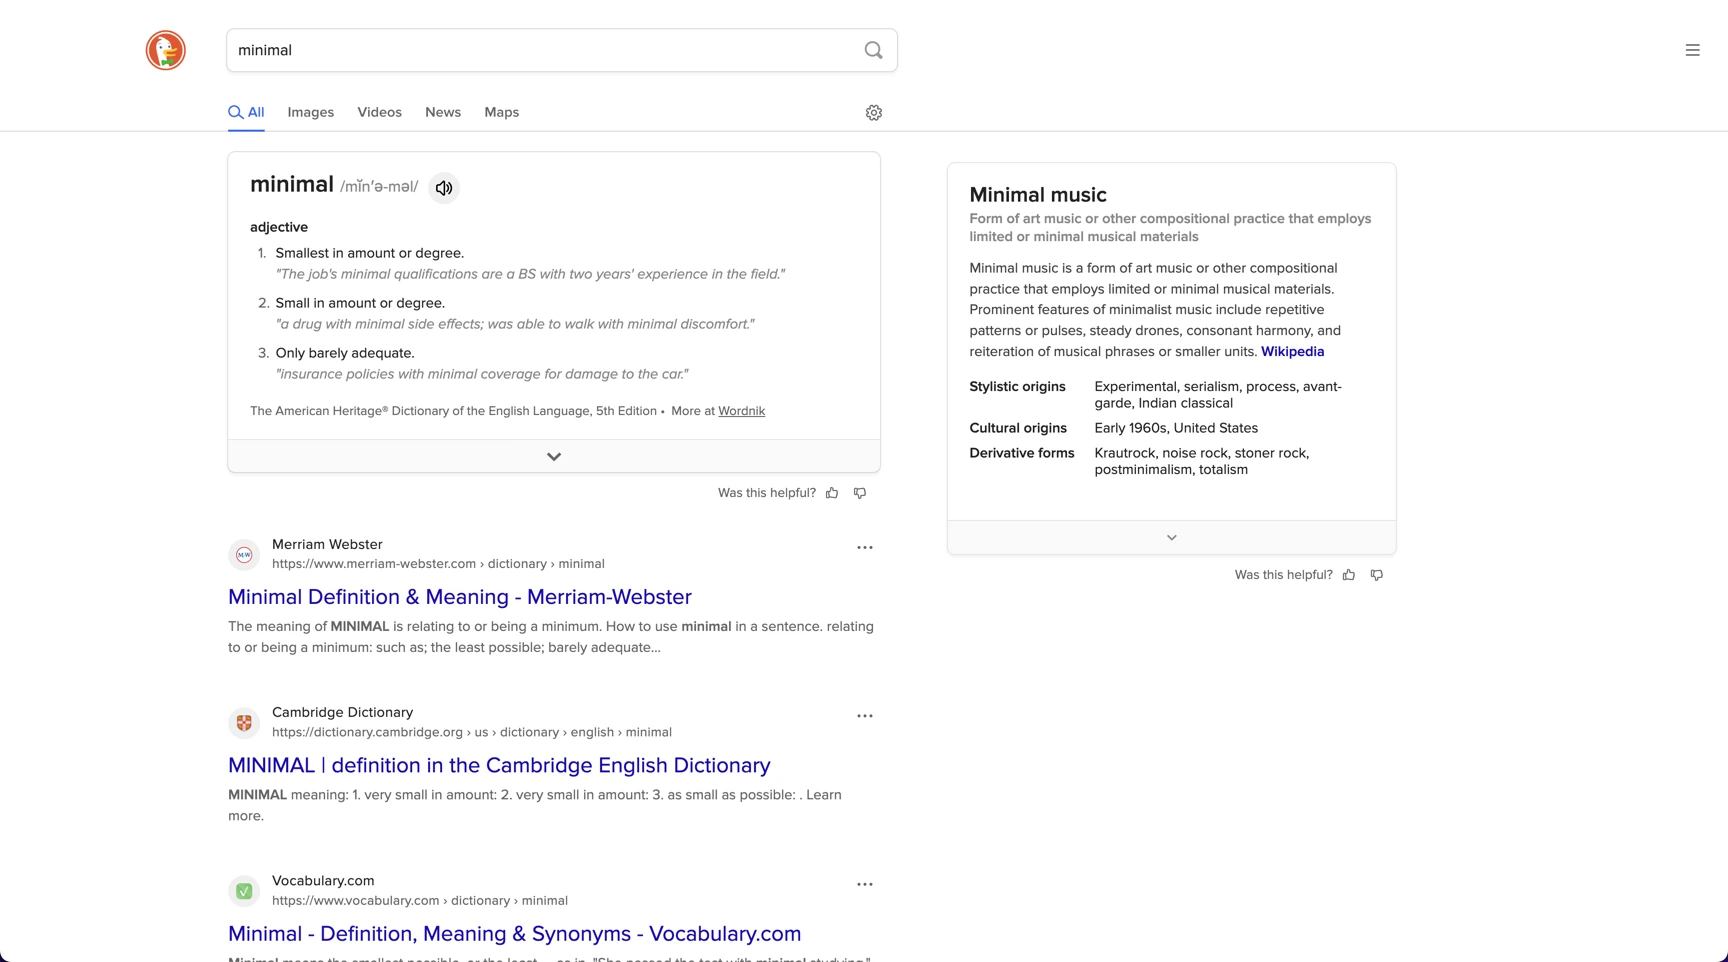 minimal
All Images Videos News Maps
minimal /mĭn′ə-məl/
adjective
1. Smallest in amount or degree.
"The job's minimal qualifications are a BS with two years' experience in the field."
2. Small in amount or degree.
"a drug with minimal side effects; was able to walk with minimal discomfort."
3. Only barely adequate.
"insurance policies with minimal coverage for damage to the car."
The American Heritage® Dictionary of the English Language, 5th Edition • More at Wordnik
Was this helpful?
Merriam Webster
https://www.merriam-webster.com › dictionary › minimal
Minimal Definition & Meaning - Merriam-Webster
The meaning of MINIMAL is relating to or being a minimum. How to use minimal in a sentence. relating
to or being a minimum: such as; the least possible; barely adequate...
Cambridge Dictionary
https://dictionary.cambridge.org › us › dictionary › english › minimal
MINIMAL | definition in the Cambridge English Dictionary
MINIMAL meaning: 1. very small in amount: 2. very small in amount: 3. as small as possible: . Learn
more.
Vocabulary.com
https://www.vocabulary.com › dictionary › minimal
Minimal - Definition, Meaning & Synonyms - Vocabulary.com
Minimal means the smallest possible, or the least
Minimal music
Form of art music or other compositional practice that employs
limited or minimal musical materials
Minimal music is a form of art music or other compositional
practice that employs limited or minimal musical materials.
Prominent features of minimalist music include repetitive
patterns or pulses, steady drones, consonant harmony, and
reiteration of musical phrases or smaller units. Wikipedia
Stylistic origins Experimental, serialism, process, avant-
garde, Indian classical
Cultural origins Early 1960s, United States
Derivative forms Krautrock, noise rock, stoner rock,
postminimalism, totalism
Was this helpful?